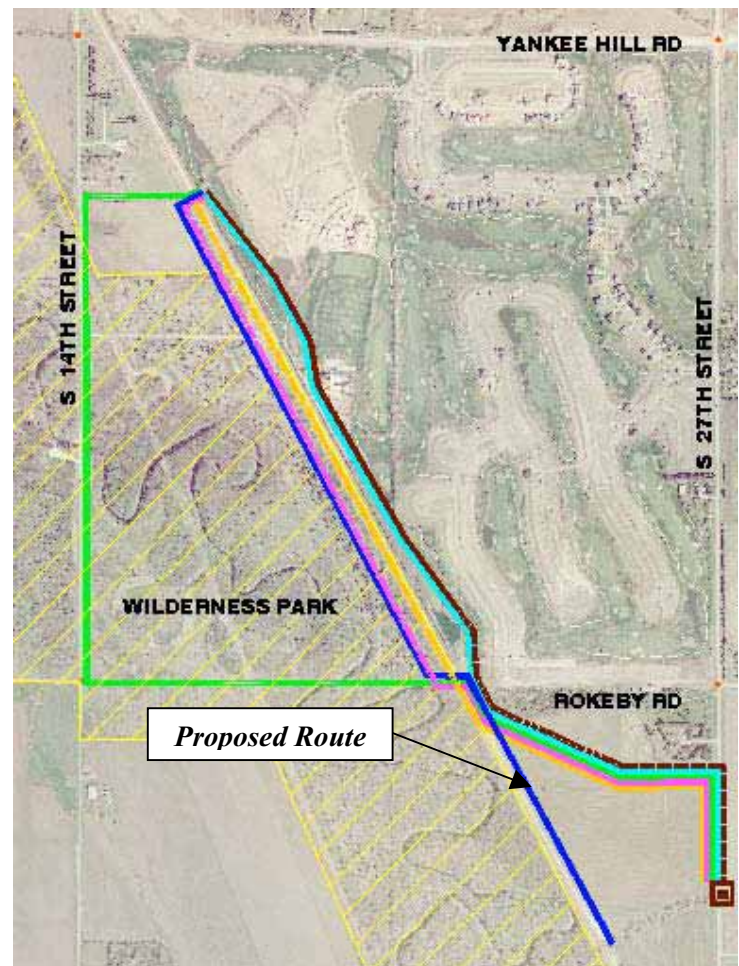 YANKEE HILL RD
S 14TH STREET
S 27TH STREET
WILDERNESS PARK
ROKEBY RD
Proposed Route